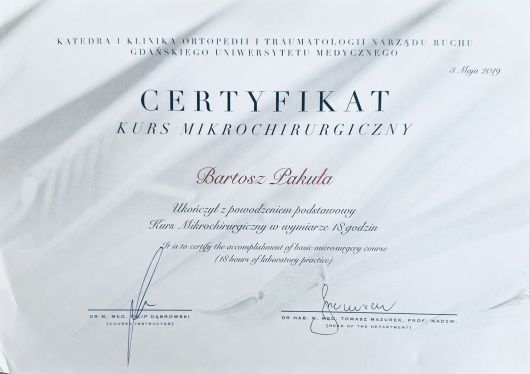 KATEDRA I KLINIKA ORTOPEDII I TRAUMATOLOGII NARZĄDU RUCHU
GDAŃSKIEGO UNIWERSYTETU MEDYCZNEGO
3 Maja 2019
CERTYFIKAT
KURS MIKROCHIRURGICZNY
Bartosz Pakuła
Ukończył z powodzeniem podstawowy
Kurs Mikrochirurgiczny w wymiarze 18 godzin
It is to certify the accomplishment of basic microsurgery course
(18 hours of laboratory practice)
DR N. MED. FILIP DĄBROWSKI
(COURSE INSTRUCTOR)
DR HAB. N. MED. TOMASZ MAZUREK, PROF. NADZW.
(HEAD OF THE DEPARTMENT)